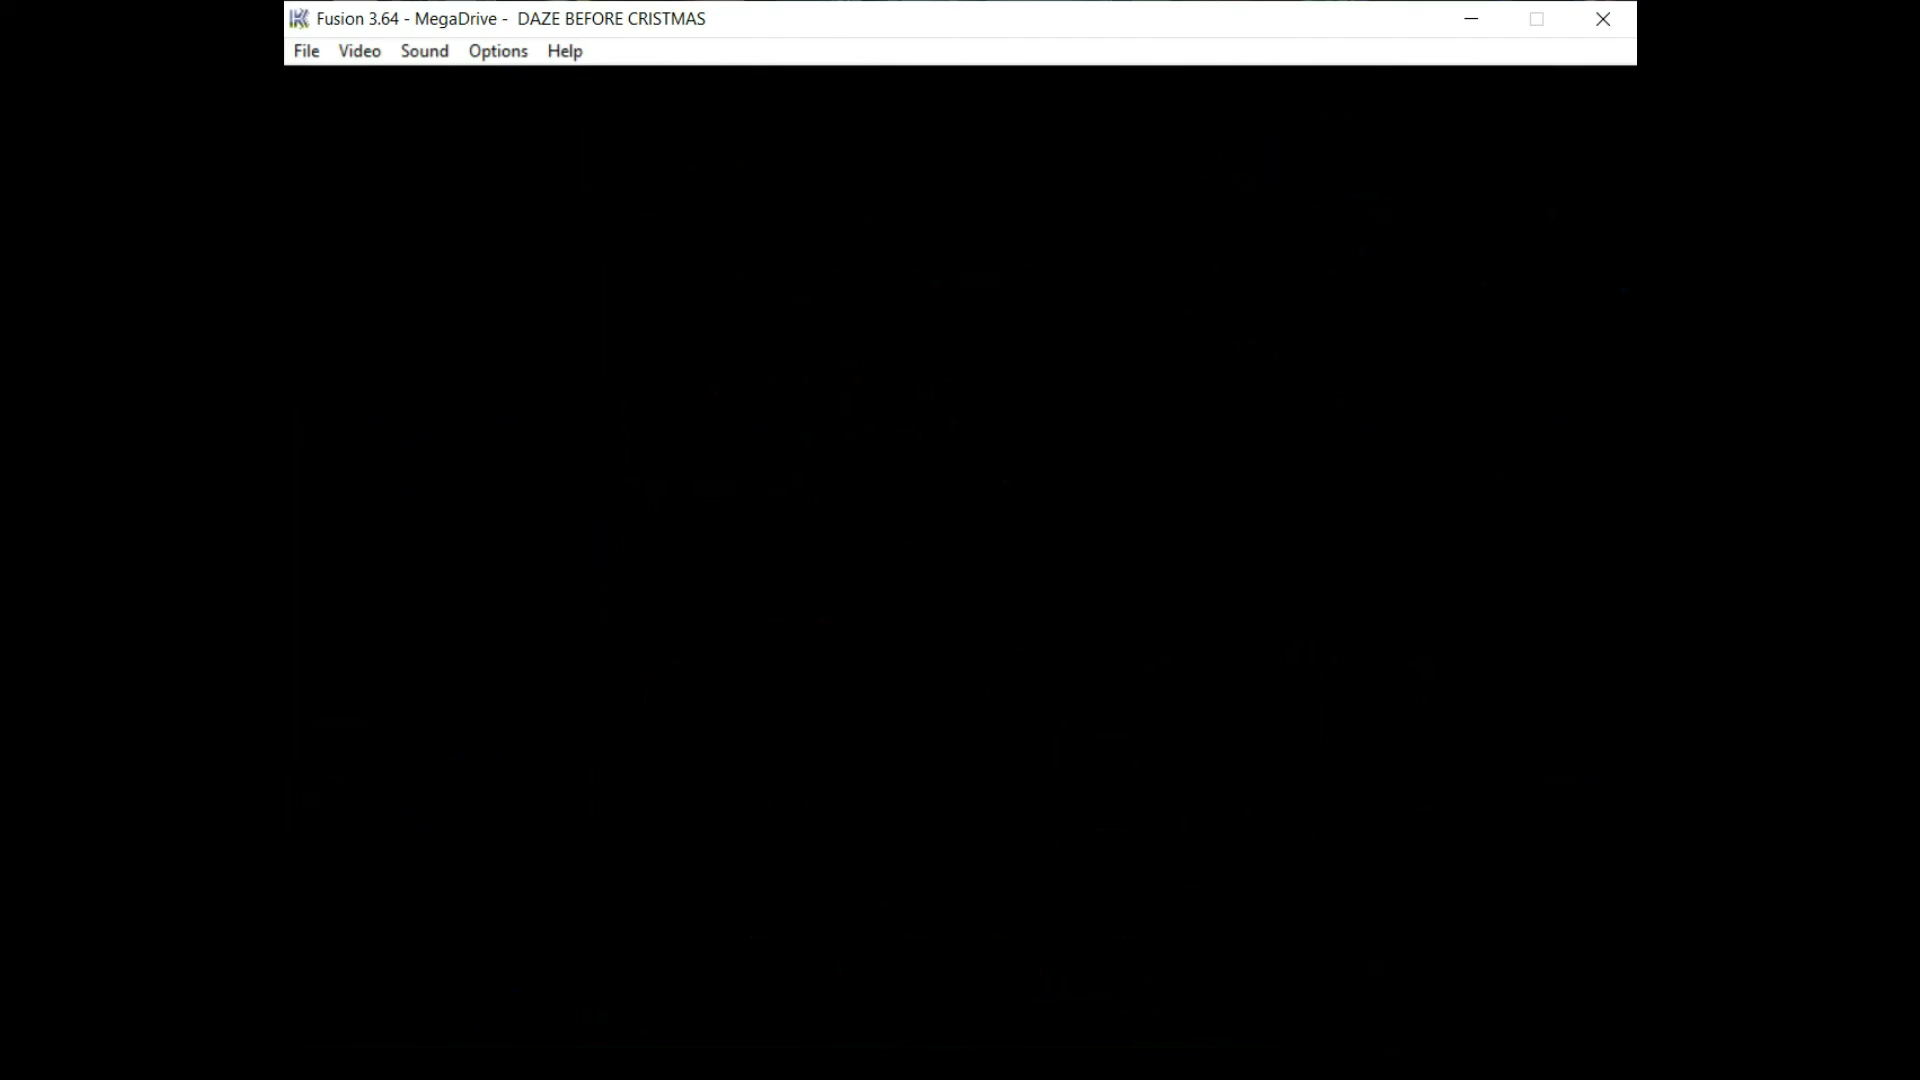 Fusion 3.64 - MegaDrive - DAZE BEFORE CRISTMAS
File Video Sound Options Help